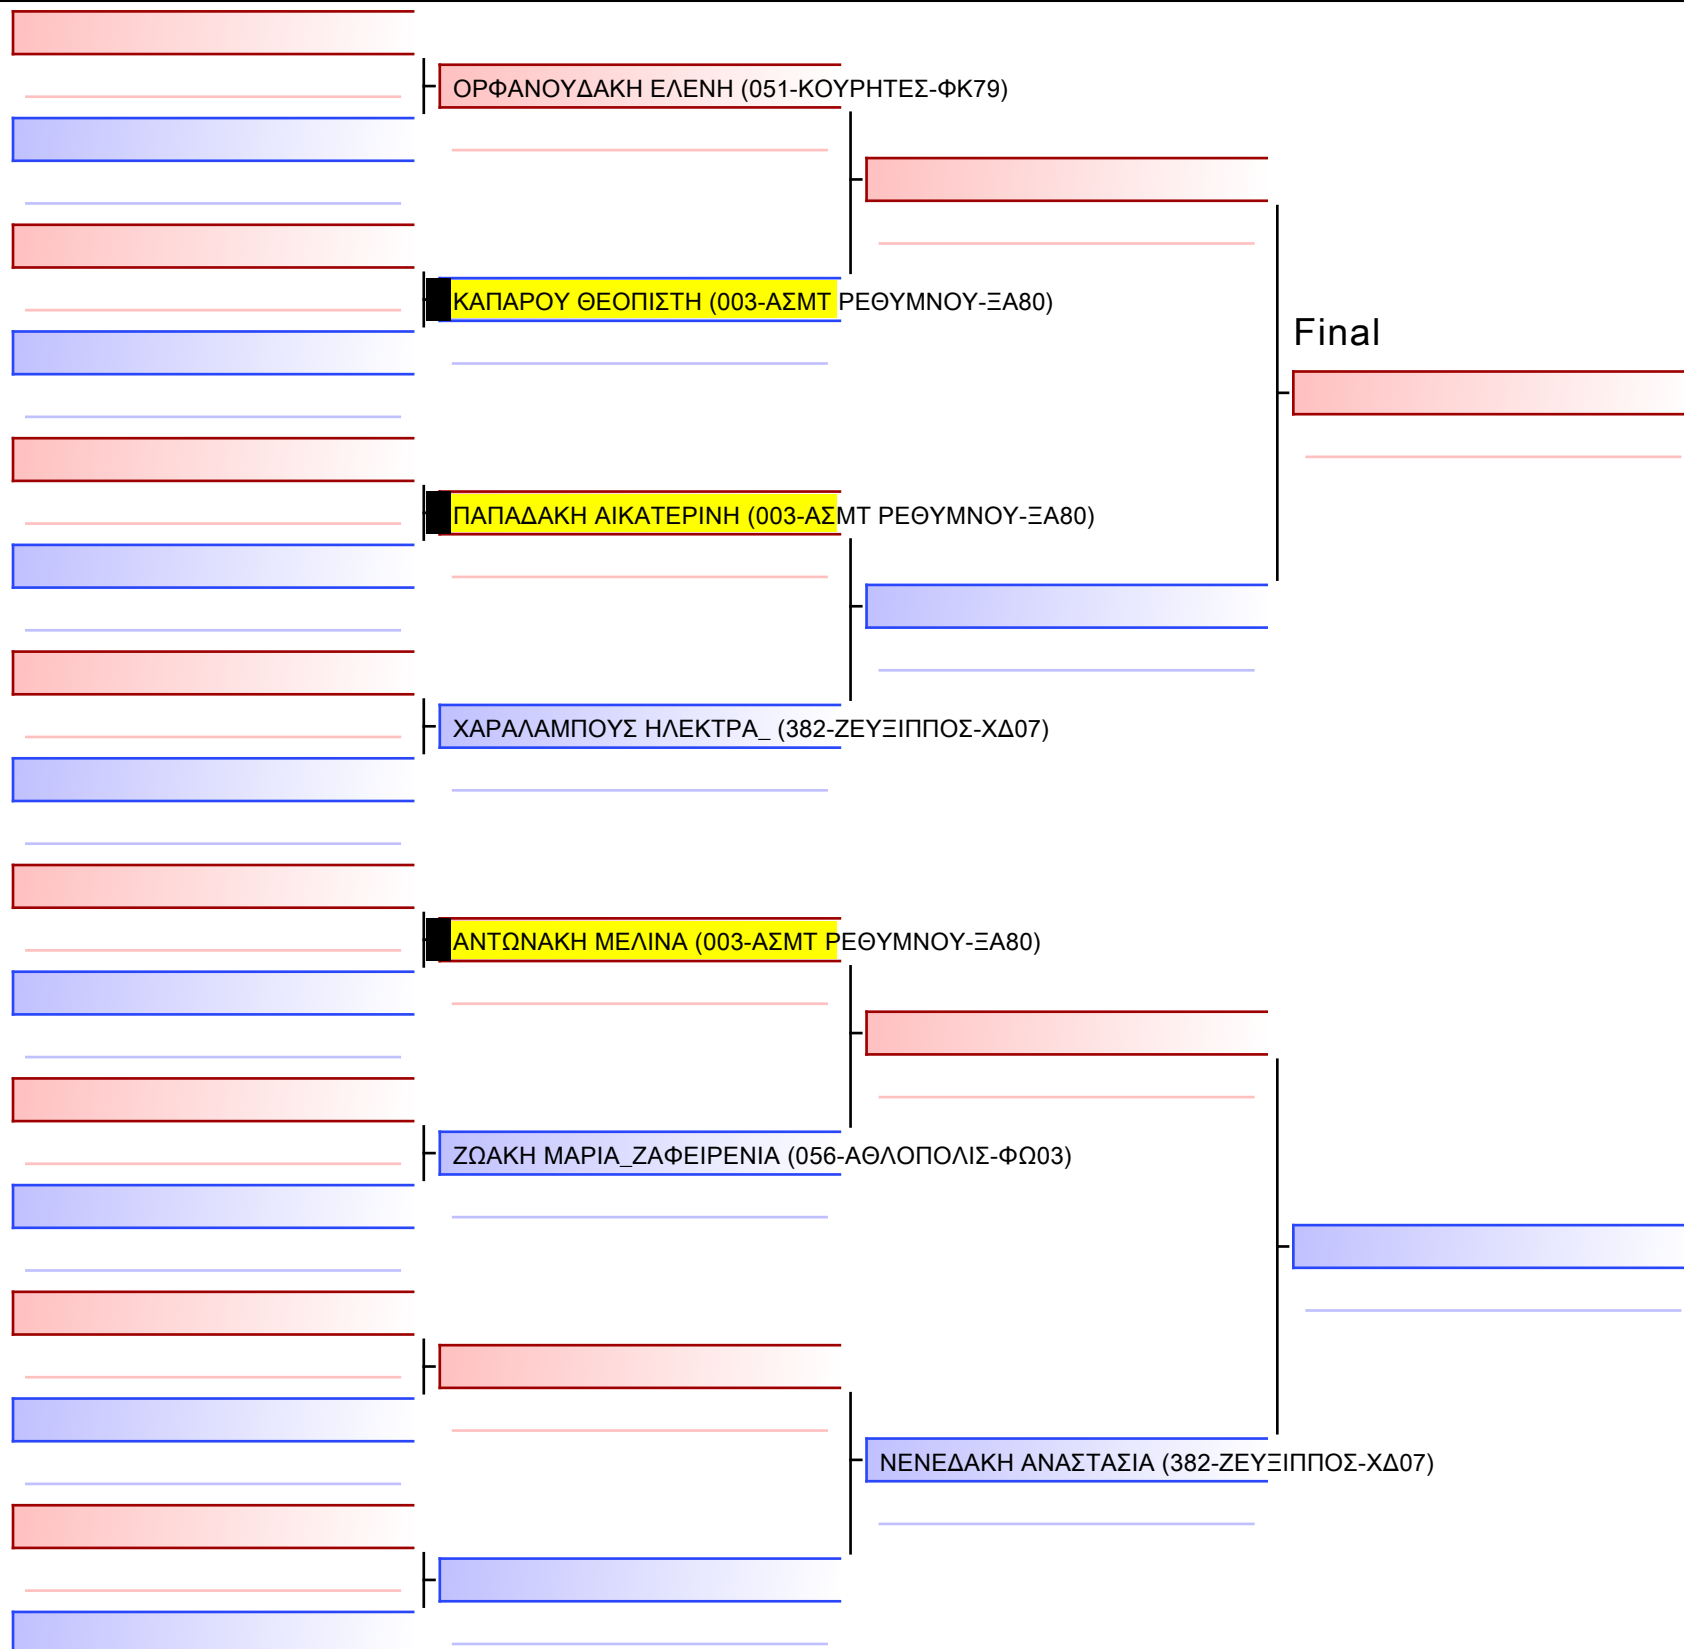 ΟΡΦΑΝΟΥΔΑΚΗ ΕΛΕΝΗ (051-ΚΟΥΡΗΤΕΣ-ΦΚ79)
ΚΑΠΑΡΟΥ ΘΕΟΠΙΣΤΗ (003-ΑΣΜΤ ΡΕΘΥΜΝΟΥ-ΞΑ80)
Final
ΠΑΠΑΔΑΚΗ ΑΙΚΑΤΕΡΙΝΗ (003-ΑΣΜΤ ΡΕΘΥΜΝΟΥ-ΞΑ80)
ΧΑΡΑΛΑΜΠΟΥΣ ΗΛΕΚΤΡΑ_ (382-ΖΕΥΞΙΠΠΟΣ-ΧΔ07)
ΑΝΤΩΝΑΚΗ ΜΕΛΙΝΑ (003-ΑΣΜΤ ΡΕΘΥΜΝΟΥ-ΞΑ80)
ΖΩΑΚΗ ΜΑΡΙΑ_ΖΑΦΕΙΡΕΝΙΑ (056-ΑΘΛΟΠΟΛΙΣ-ΦΩ03)
ΝΕΝΕΔΑΚΗ ΑΝΑΣΤΑΣΙΑ (382-ΖΕΥΞΙΠΠΟΣ-ΧΔ07)